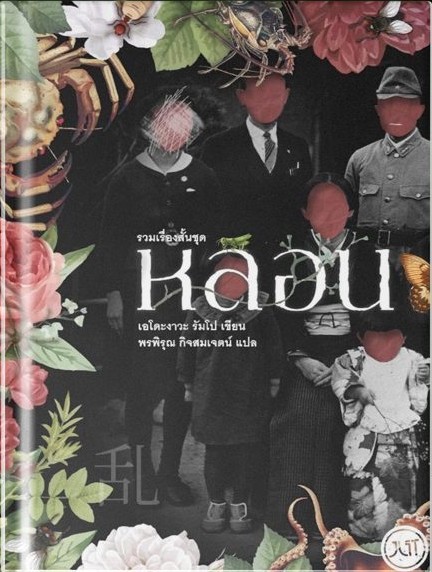 รวมเรื่องสั้นชุด
หลอน
เอโดะงาวะ รัมโป เขียน
พรพิรุณ กิจสมเจตน์ แปล
乱
JLIT